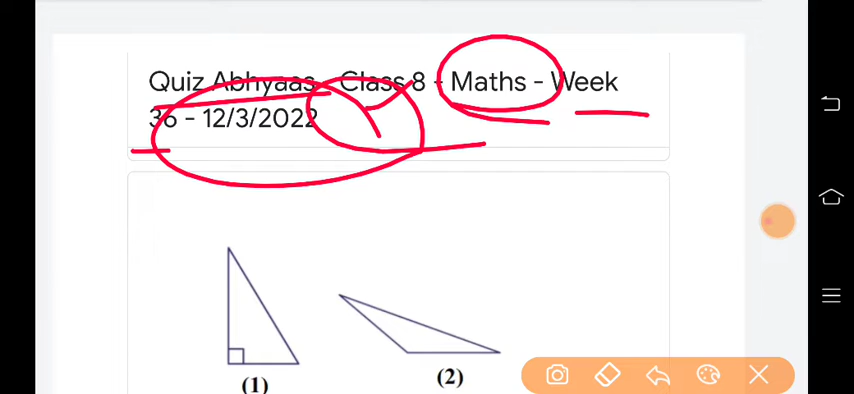 Quiz Abhyaas - Class 8 - Maths - Week
36 - 12/3/2022
(1)
(2)